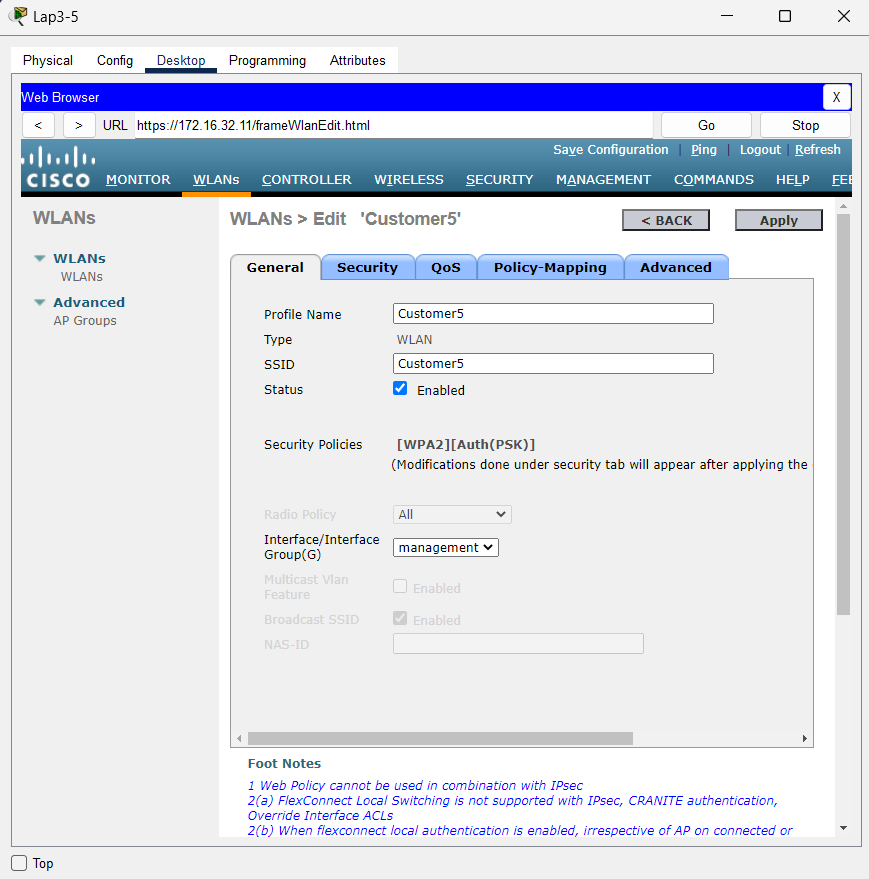 Lap3-5
Physical Config Desktop Programming Attributes
Web Browser X
< > URL https://172.16.32.11/frameWlanEdit.html Go Stop
Save Configuration | Ping | Logout | Refresh
CISCO MONITOR WLANs CONTROLLER WIRELESS SECURITY MANAGEMENT COMMANDS HELP FEE
WLANs
WLANs
WLANs
Advanced
AP Groups
WLANs > Edit 'Customer5' < BACK Apply
General Security QoS Policy-Mapping Advanced
Profile Name Customer5
Type WLAN
SSID Customer5
Status Enabled
Security Policies [WPA2][Auth(PSK)]
(Modifications done under security tab will appear after applying the
Radio Policy All
Interface/Interface
Group(G) management
Multicast Vlan
Feature Enabled
Broadcast SSID Enabled
NAS-ID
Foot Notes
1 Web Policy cannot be used in combination with IPsec
2(a) FlexConnect Local Switching is not supported with IPsec, CRANITE authentication,
Override Interface ACLs
2(b) When flexconnect local authentication is enabled, irrespective of AP on connected or
Top